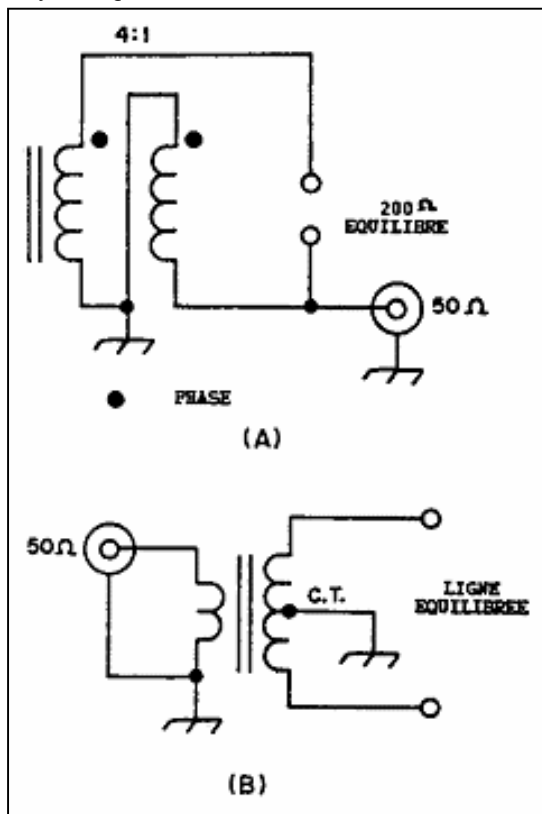 4:1
200 Ω
EQUILIBRE
50 Ω
PHASE
(A)
50Ω
C.T.
LIGNE
EQUILIBREE
(B)